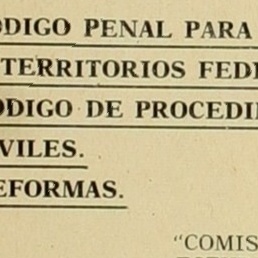 ODIGO PENAL PARA
TERRITORIOS FEDE
ODIGO DE PROCEDI
VILES.
EFORMAS.
"COMIS